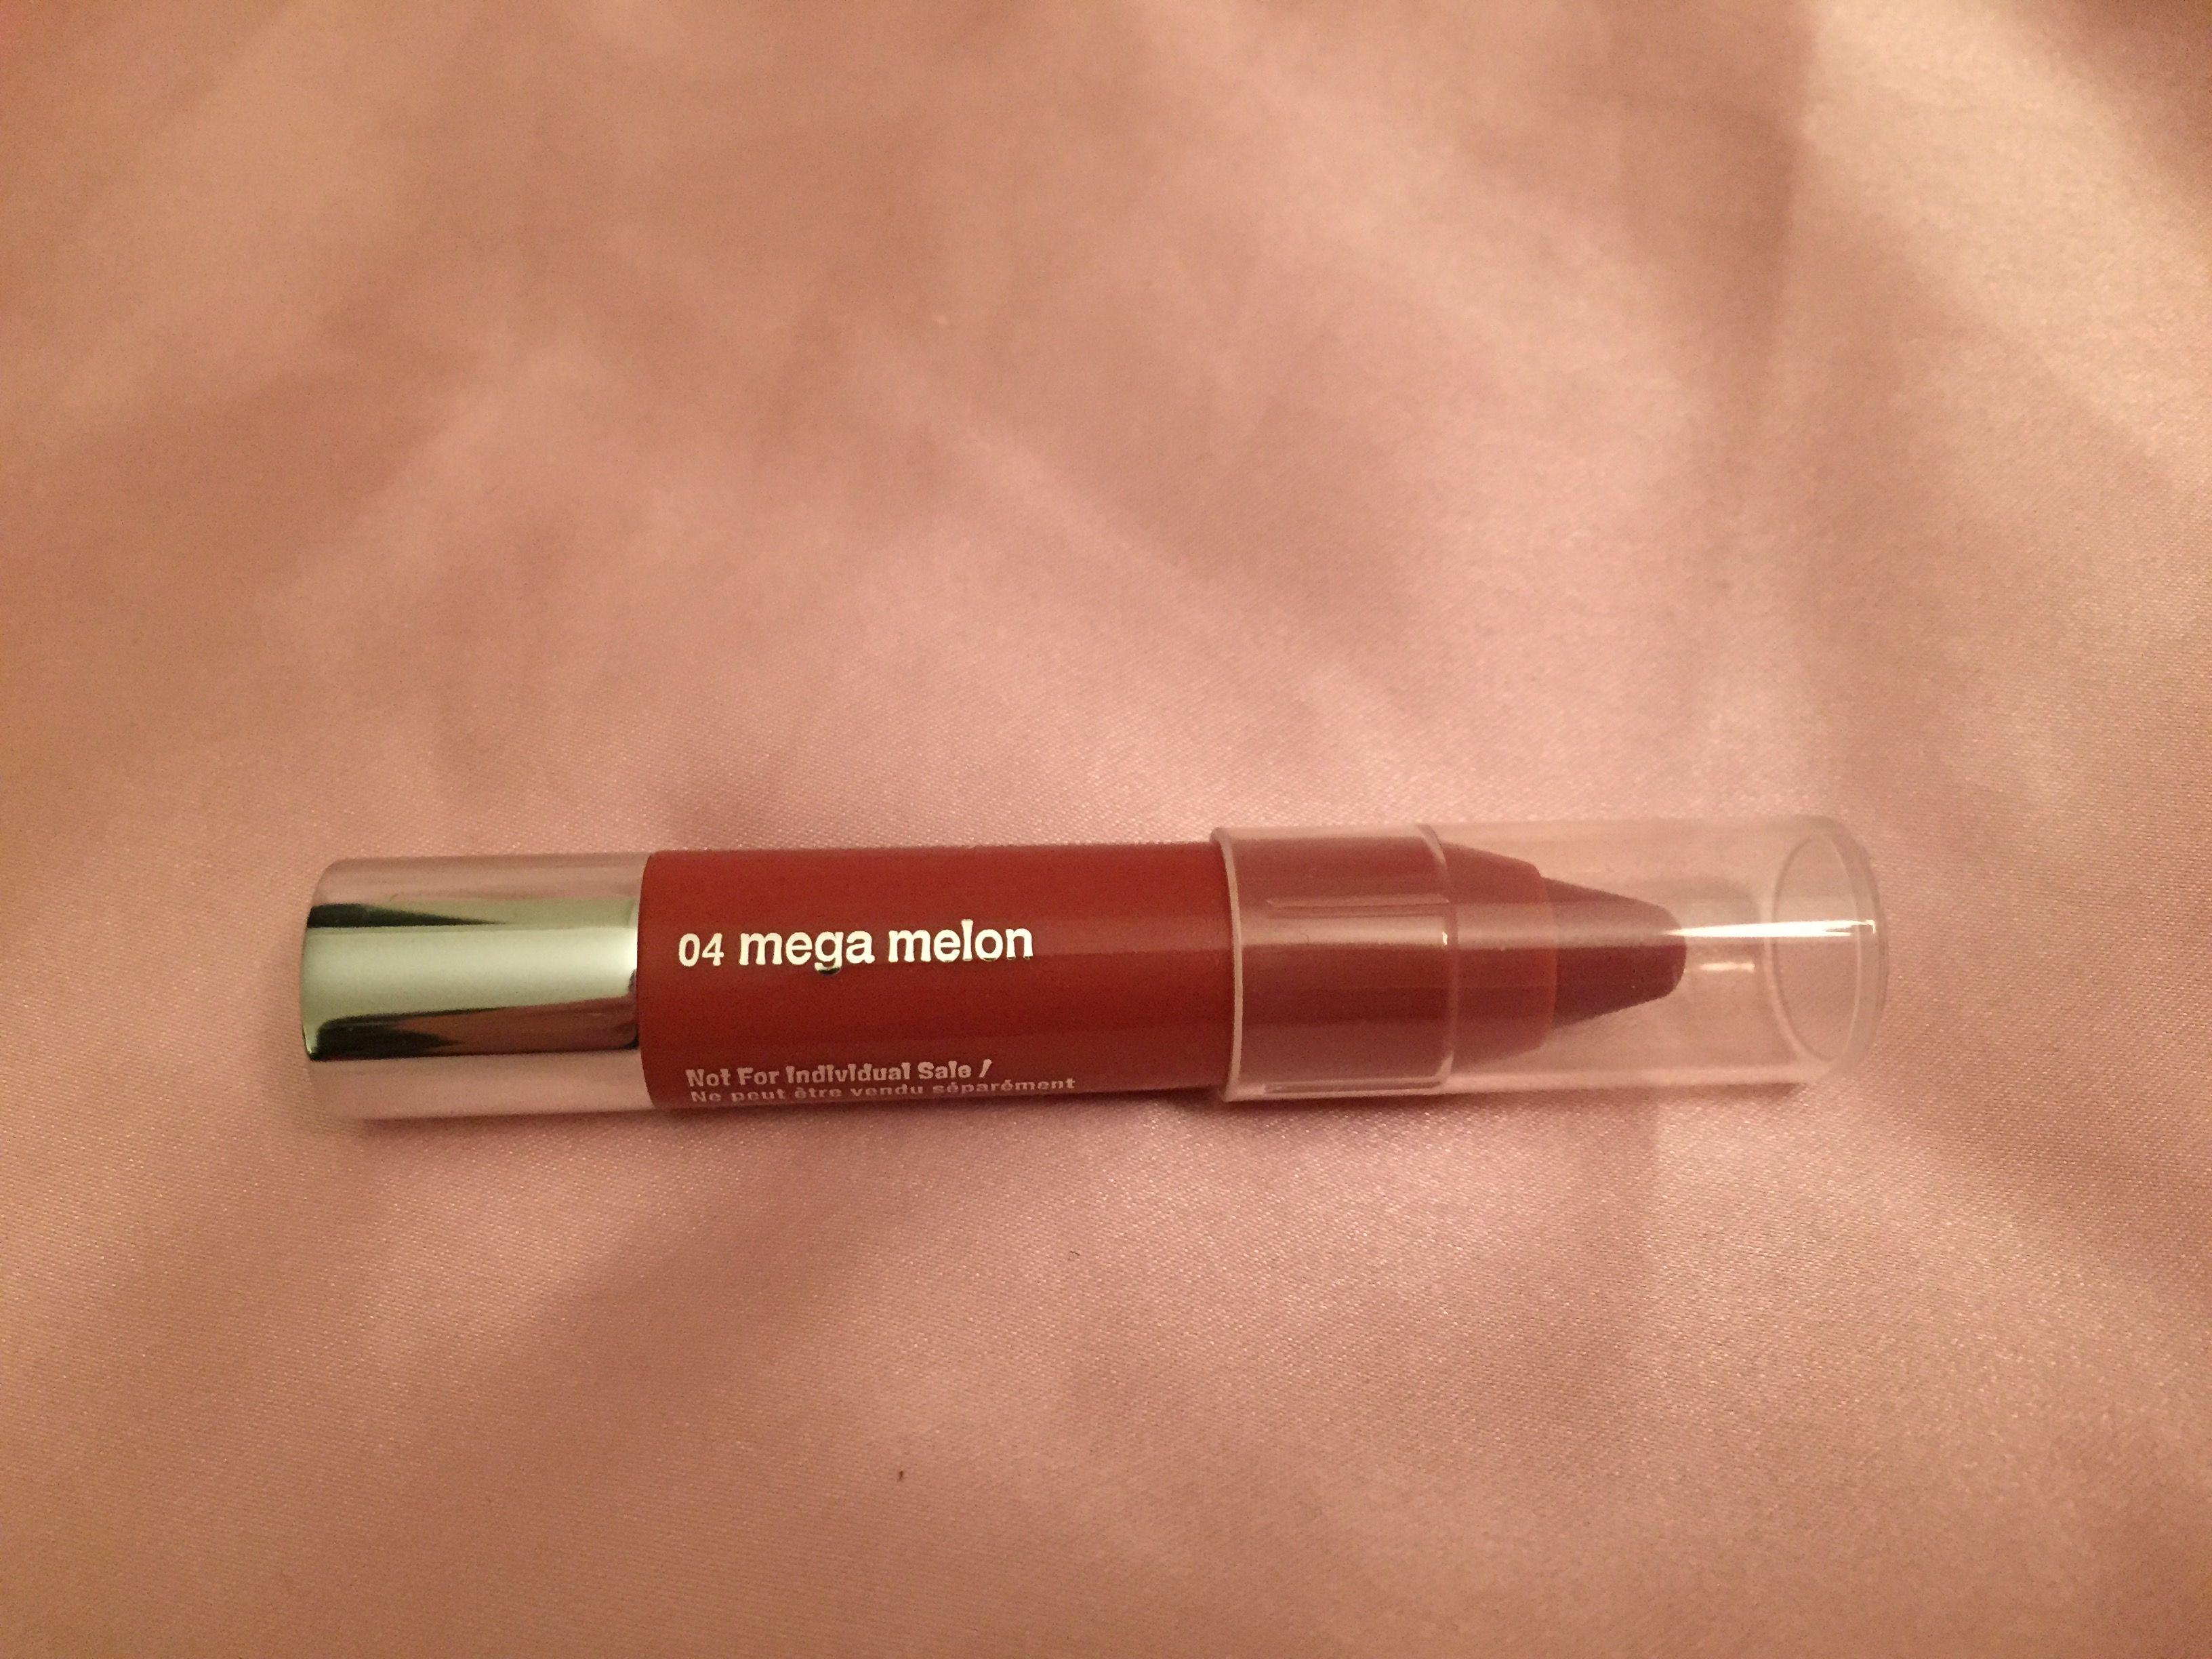 04 mega melon
Not For Individual Sale /
Ne peut être vendu séparément